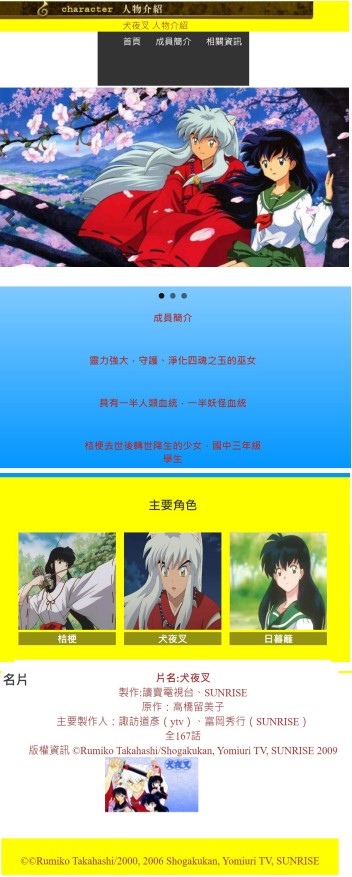 character 人物介紹
犬夜叉 人物介紹
首頁 成員簡介 相關資訊
成員簡介
靈力強大，守護、淨化四魂之玉的巫女
具有一半人類血統，一半妖怪血統
桔梗去世後轉世降生的少女，國中三年級
學生
主要角色
桔梗 犬夜叉 日暮籬
名片
片名:犬夜叉
製作:讀賣電視台、SUNRISE
原作：高橋留美子
主要製作人：諏訪道彥（ytv）、富岡秀行（SUNRISE）
全167話
版權資訊 ©Rumiko Takahashi/Shogakukan, Yomiuri TV, SUNRISE 2009
犬夜叉
©©Rumiko Takahashi/2000, 2006 Shogakukan, Yomiuri TV, SUNRISE